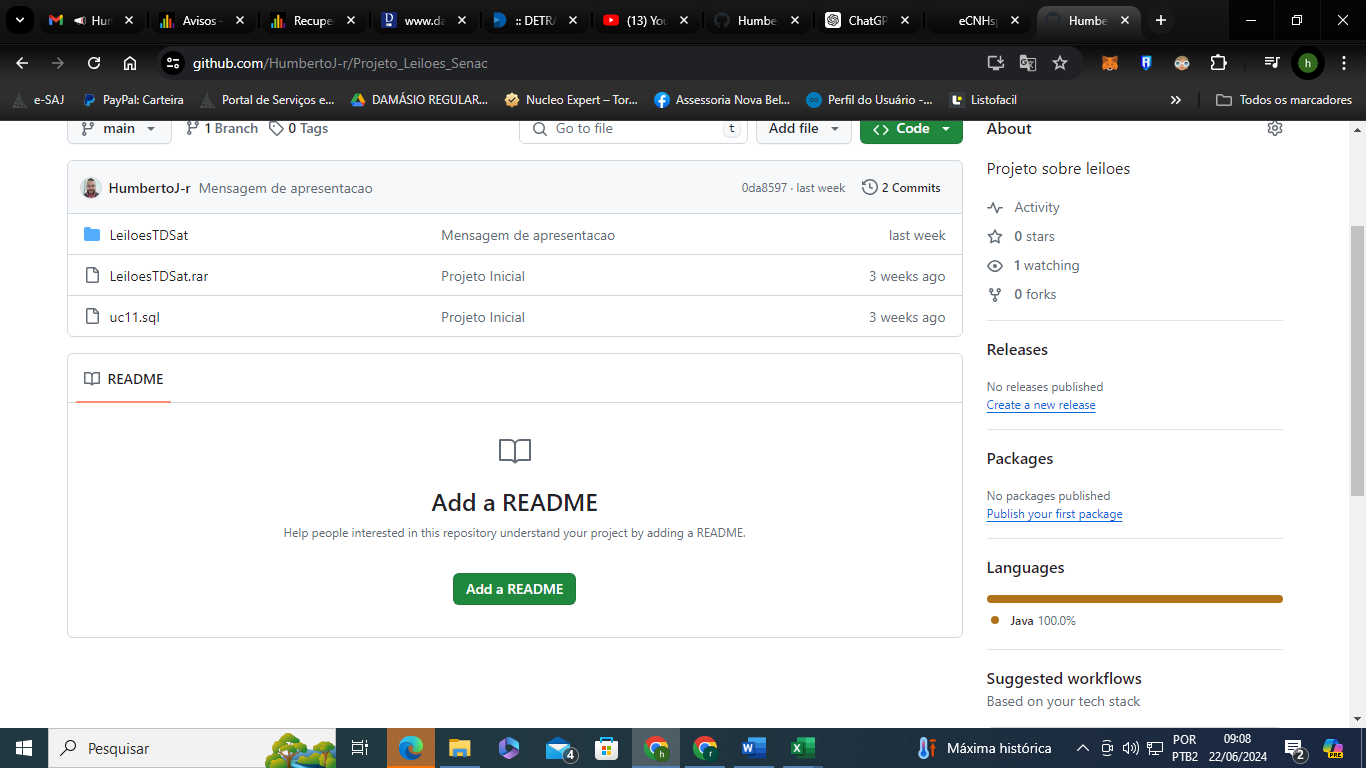 Hun
Avisos -
Recupe
www.da
:: DETRA
(13) You
Humbe
ChatGP
eCNHsp
Humbe
github.com/HumbertoJ-r/Projeto_Leiloes_Senac
h
e-SAJ
PayPal: Carteira
Portal de Serviços e...
DAMÁSIO REGULAR...
Nucleo Expert – Tor...
Assessoria Nova Bel...
Perfil do Usuário -...
Listofacil
»
Todos os marcadores
main
1 Branch
0 Tags
Go to file
t
Add file
<> Code
About
Projeto sobre leiloes
HumbertoJ-r Mensagem de apresentacao
0da8597 · last week
2 Commits
LeiloesTDSat
Mensagem de apresentacao
last week
LeiloesTDSat.rar
Projeto Inicial
3 weeks ago
uc11.sql
Projeto Inicial
3 weeks ago
Activity
0 stars
1 watching
0 forks
README
Add a README
Help people interested in this repository understand your project by adding a README.
Add a README
Releases
No releases published
Create a new release
Packages
No packages published
Publish your first package
Languages
Java 100.0%
Suggested workflows
Based on your tech stack
Pesquisar
4
h
r
Máxima histórica
POR
PTB2
09:08
22/06/2024
2
PRE